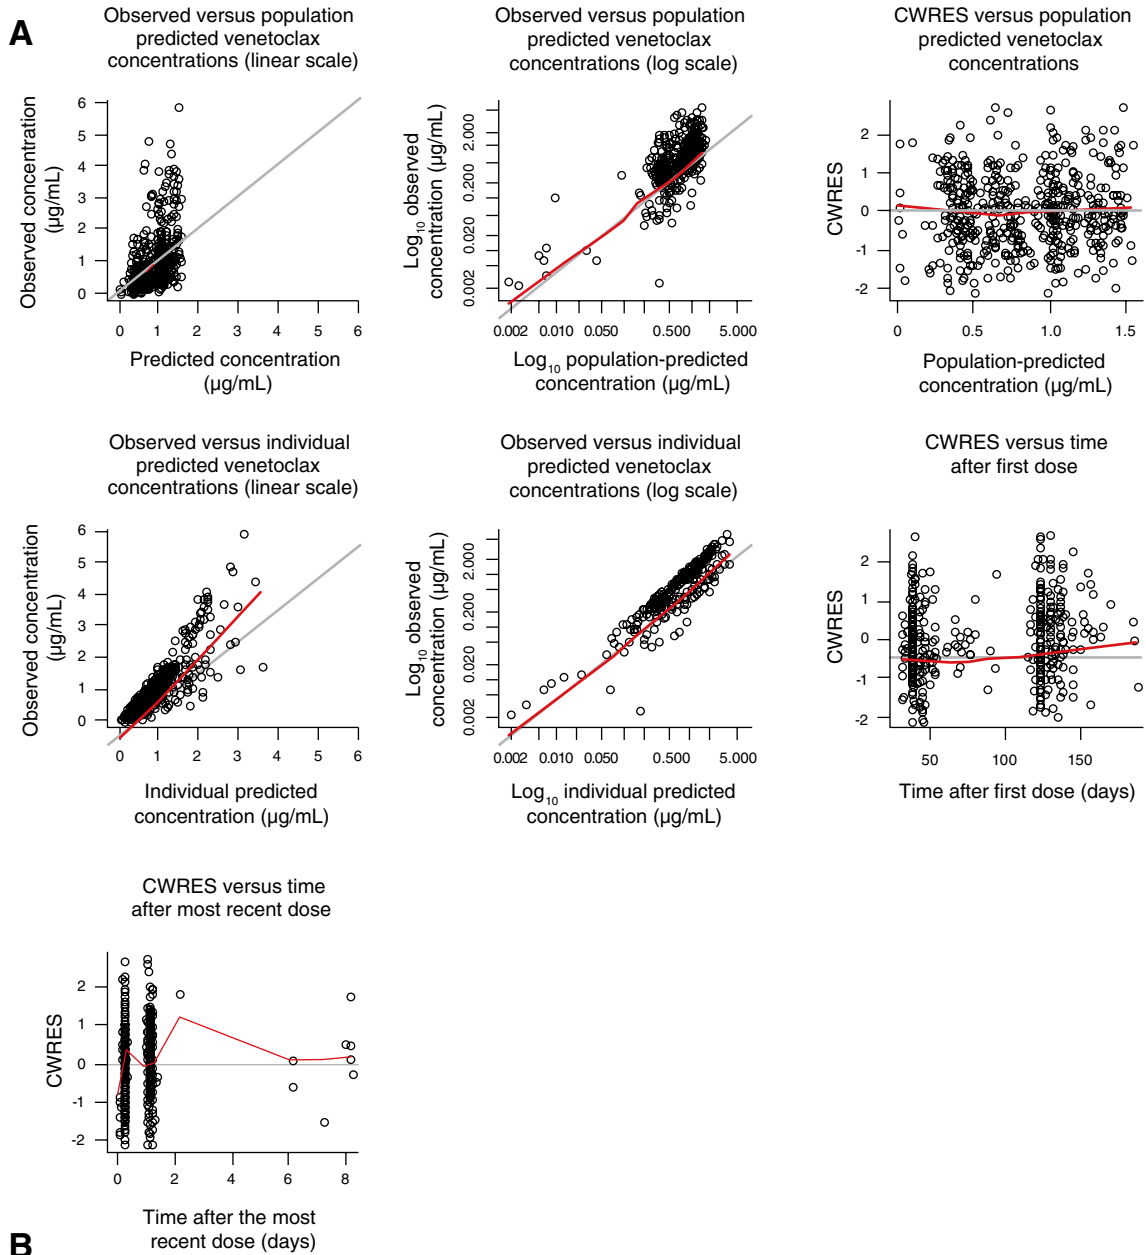 A
Observed versus population
predicted venetoclax
concentrations (linear scale)
Observed concentration
(µg/mL)
6
5
4
3
2
1
0
0 1 2 3 4 5 6
Predicted concentration
(µg/mL)
Observed versus population
predicted venetoclax
concentrations (log scale)
Log10 observed
concentration (µg/mL)
2.000
0.200
0.020
0.002
0.002 0.010 0.050 0.500 5.000
Log10 population-predicted
concentration (µg/mL)
CWRES versus population
predicted venetoclax
concentrations
CWRES
2
1
0
-1
-2
0 0.5 1.0 1.5
Population-predicted
concentration (µg/mL)
Observed versus individual
predicted venetoclax
concentrations (linear scale)
Observed concentration
(µg/mL)
6
5
4
3
2
1
0
0 1 2 3 4 5 6
Individual predicted
concentration (µg/mL)
Observed versus individual
predicted venetoclax
concentrations (log scale)
Log10 observed
concentration (µg/mL)
2.000
0.200
0.020
0.002
0.002 0.010 0.050 0.500 5.000
Log10 individual predicted
concentration (µg/mL)
CWRES versus time
after first dose
CWRES
2
1
0
-1
-2
50 100 150
Time after first dose (days)
CWRES versus time
after most recent dose
CWRES
2
1
0
-1
-2
0 2 4 6 8
Time after the most
recent dose (days)
B